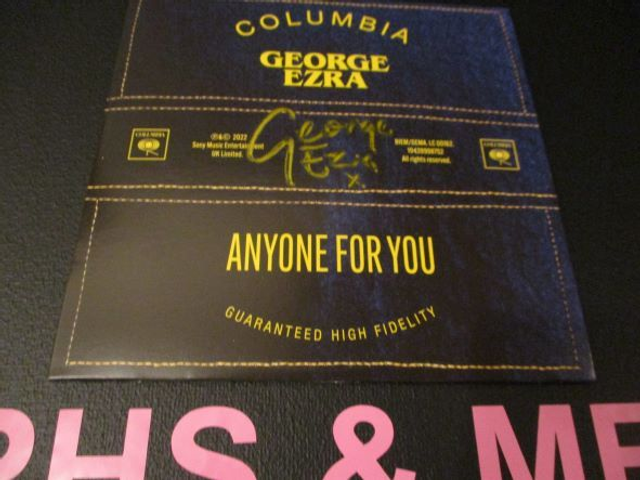 COLUMBIA
GEORGE
EZRA
COLUMBIA
℗&© 2022
Sony Music Entertainment
UK Limited.
George
Ezra
x
All rights reserved.
ANYONE FOR YOU
GUARANTEED HIGH FIDELITY
PHS & ME